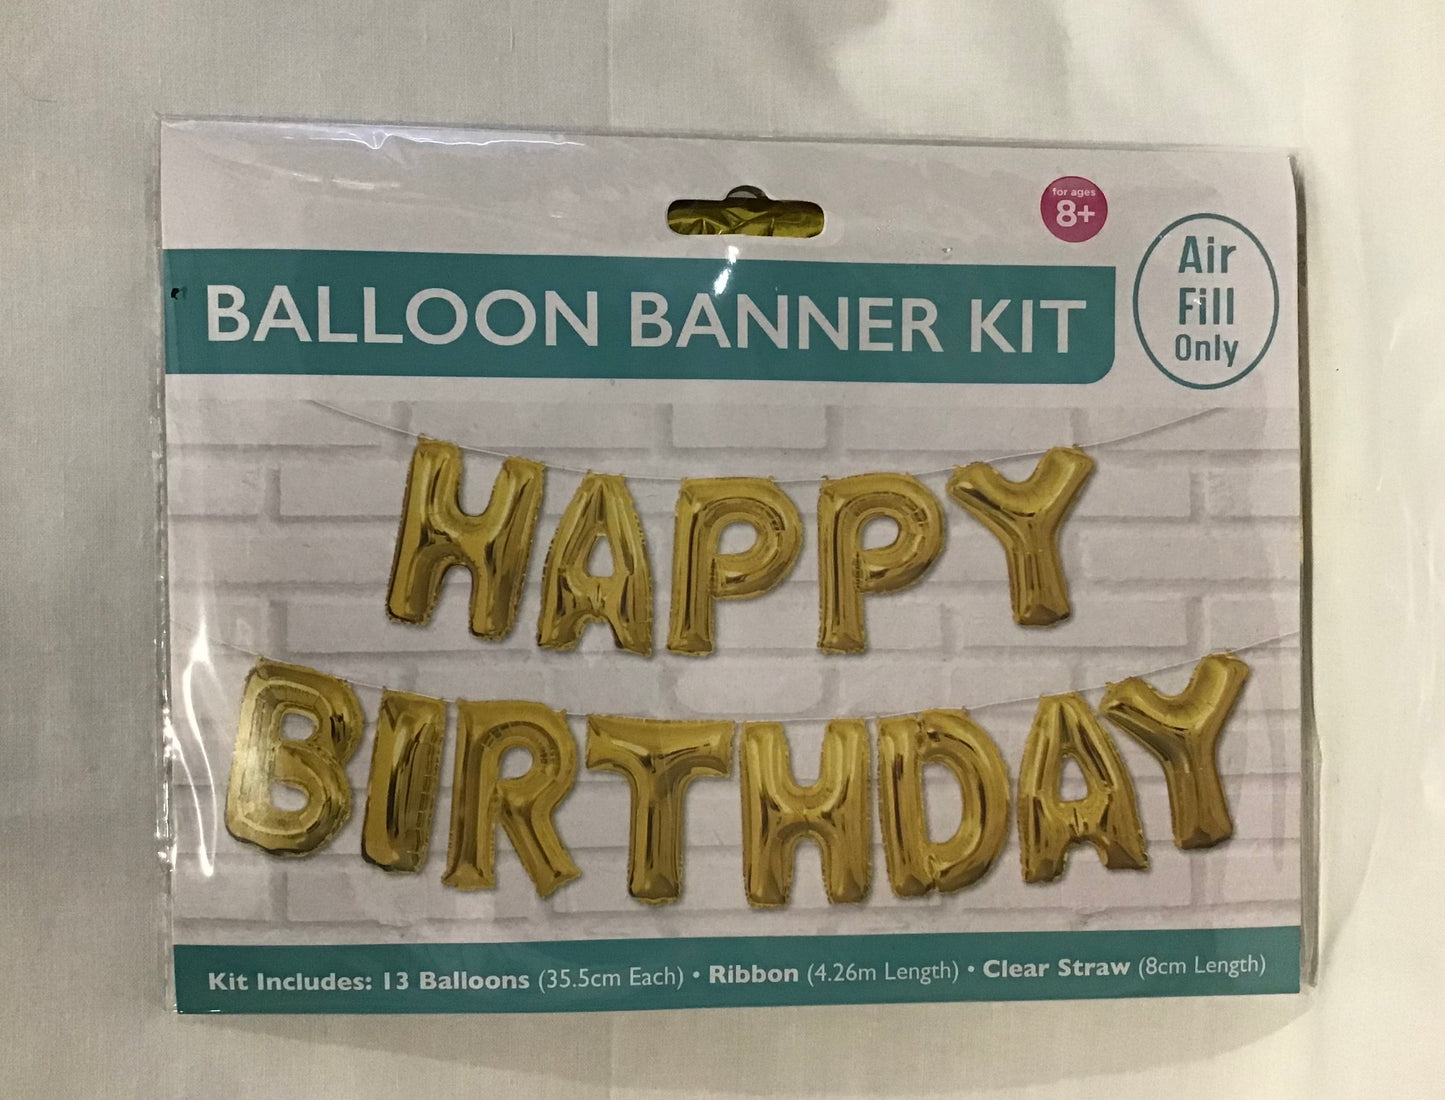 for ages
8+
Air
Fill
Only
BALLOON BANNER KIT
HAPPY
BIRTHDAY
Kit Includes: 13 Balloons (35.5cm Each) • Ribbon (4.26m Length) • Clear Straw (8cm Length)